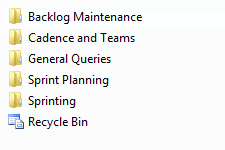 Backlog Maintenance
Cadence and Teams
General Queries
Sprint Planning
Sprinting
Recycle Bin